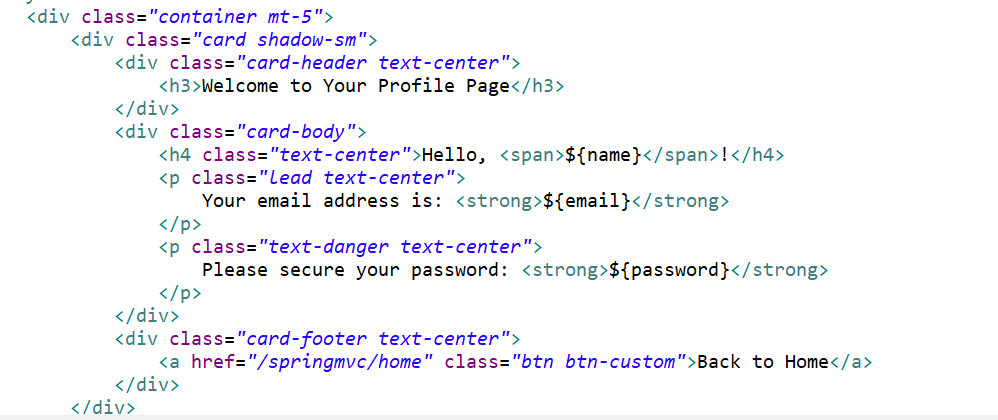 <div class="container mt-5">
<div class="card shadow-sm">
<div class="card-header text-center">
<h3>Welcome to Your Profile Page</h3>
</div>
<div class="card-body">
<h4 class="text-center">Hello, <span>${name}</span>!</h4>
<p class="lead text-center">
Your email address is: <strong>${email}</strong>
</p>
<p class="text-danger text-center">
Please secure your password: <strong>${password}</strong>
</p>
</div>
<div class="card-footer text-center">
<a href="/springmvc/home" class="btn btn-custom">Back to Home</a>
</div>
</div>